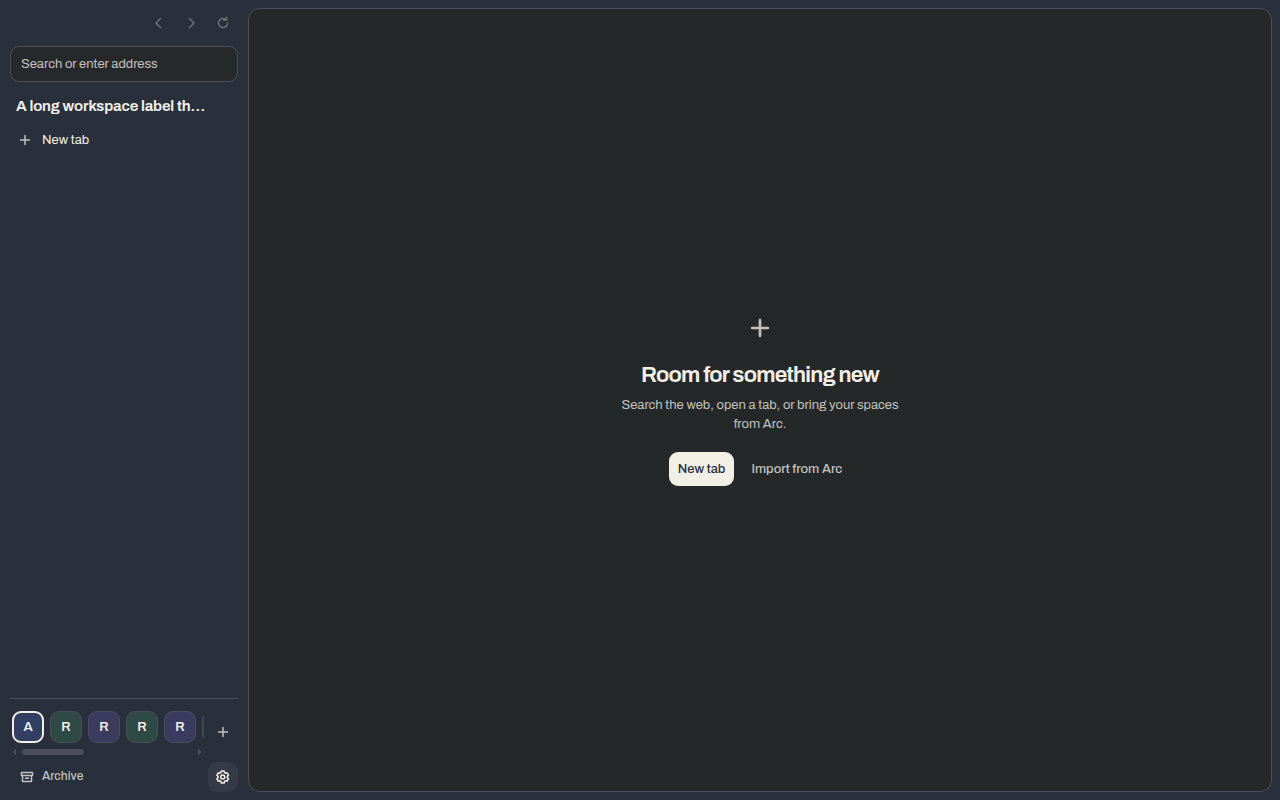 Search or enter address
A long workspace label th...
New tab
Room for something new
Search the web, open a tab, or bring your spaces
from Arc.
New tab
Import from Arc
A
R
R
R
R
Archive